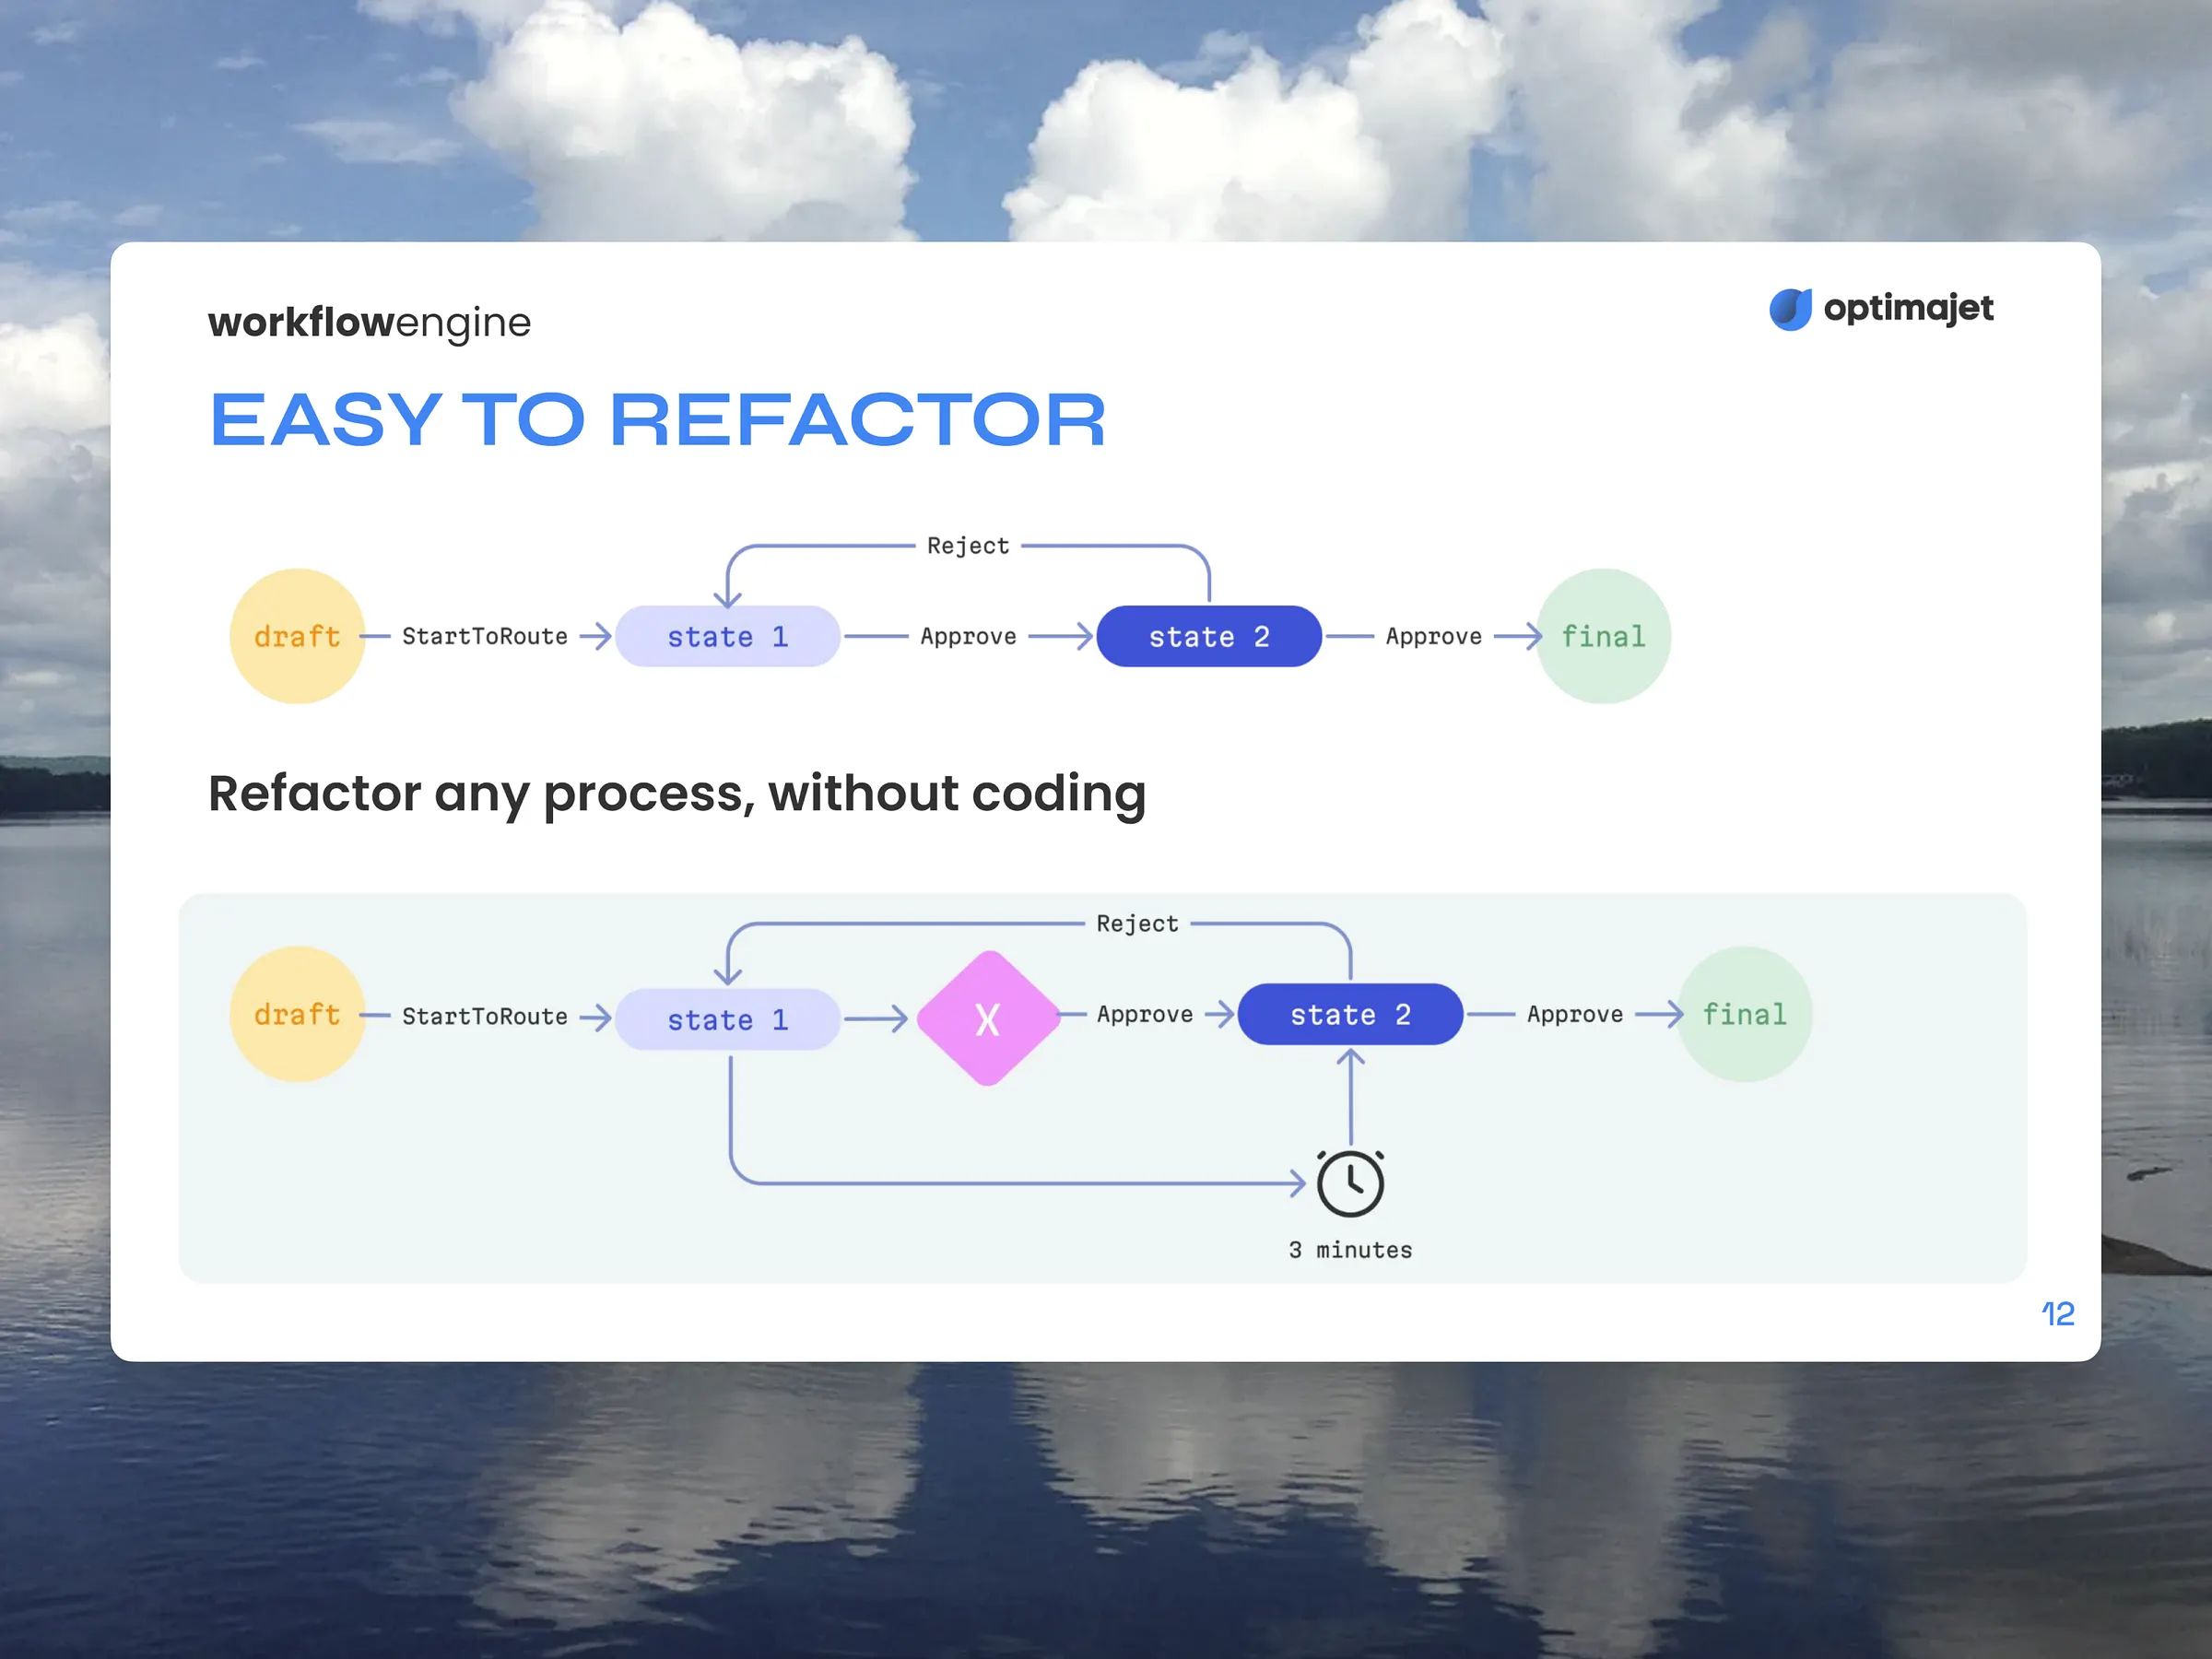 workflowengine
optimajet
EASY TO REFACTOR
Reject
draft
StartToRoute
state 1
Approve
state 2
Approve
final
Refactor any process, without coding
Reject
draft
StartToRoute
state 1
X
Approve
state 2
Approve
final
3 minutes
12